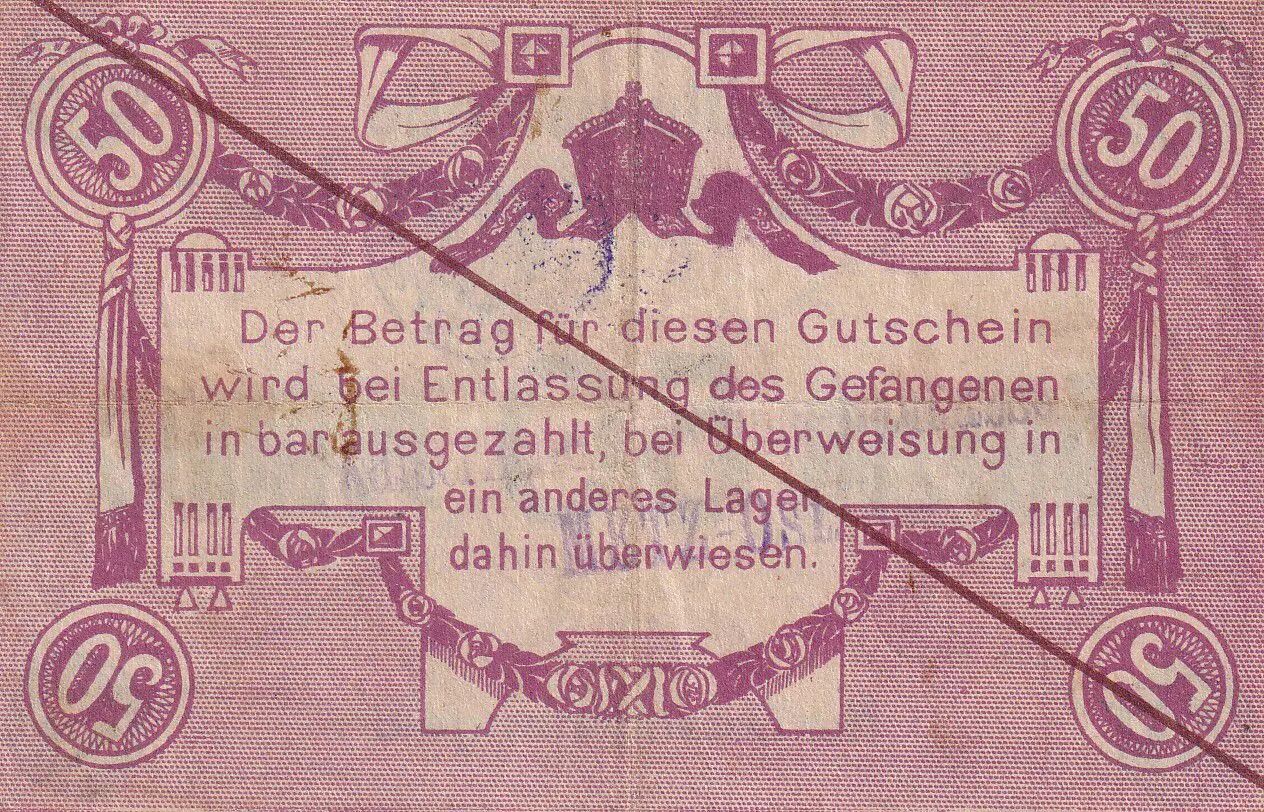 50
50
Der Betrag für diesen Gutschein
wird bei Entlassung des Gefangenen
in bar ausgezahlt, bei Überweisung in
ein anderes Lager
dahin überwiesen.
50
50